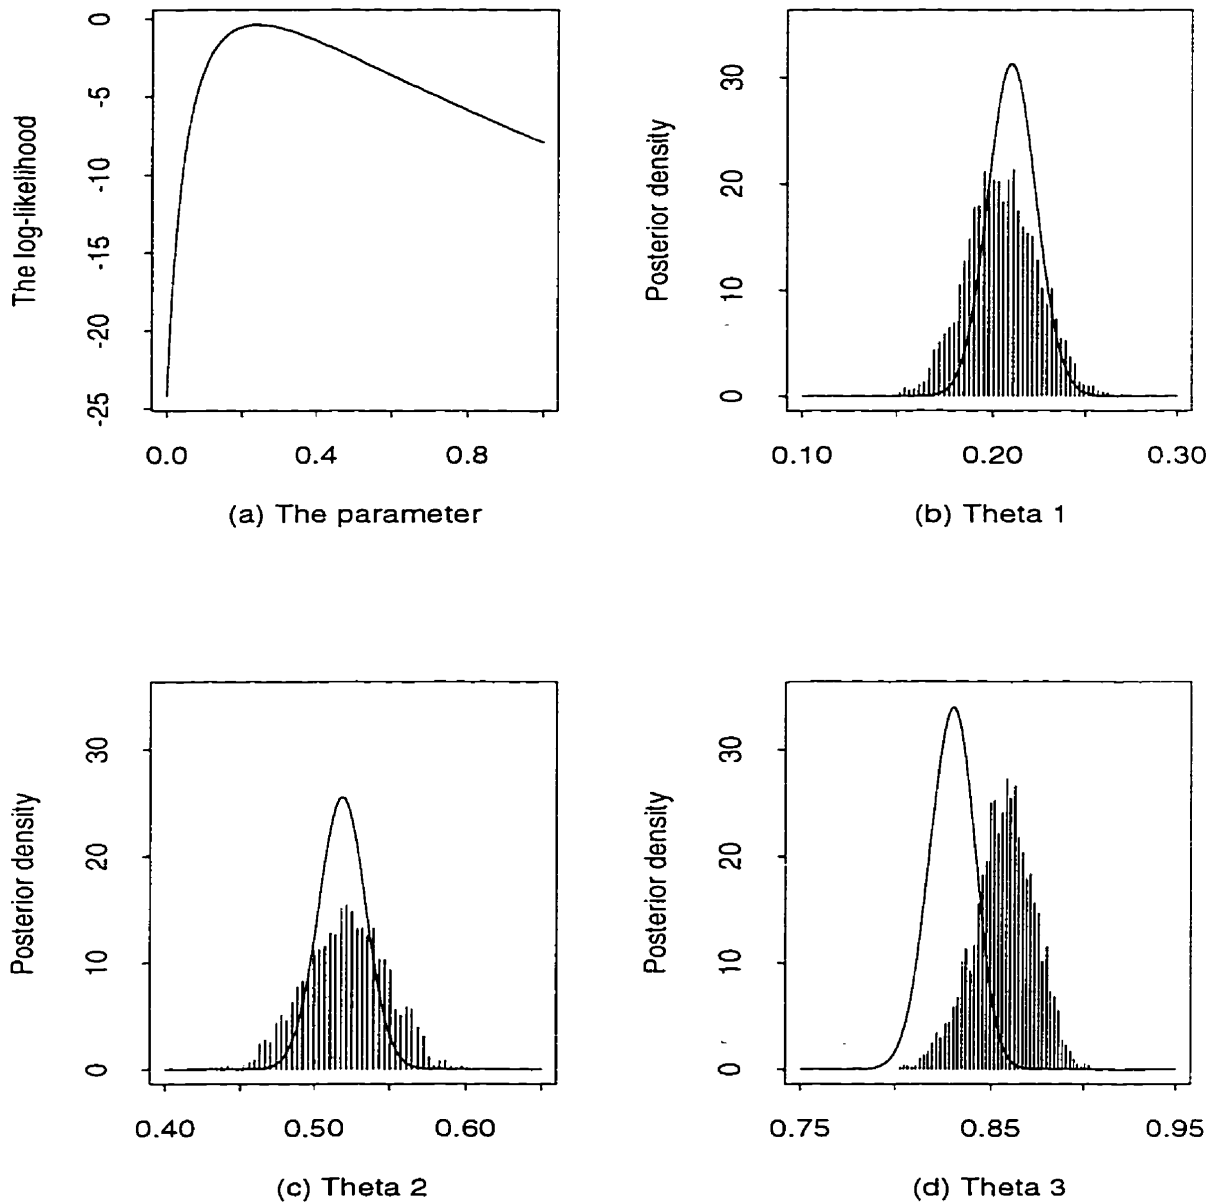 The log-likelihood
0
-5
-10
-15
-20
-25
0.0 0.4 0.8
(a) The parameter
Posterior density
30
20
10
0
0.10 0.20 0.30
(b) Theta 1
Posterior density
30
20
10
0
0.40 0.50 0.60
(c) Theta 2
Posterior density
30
20
10
0
0.75 0.85 0.95
(d) Theta 3